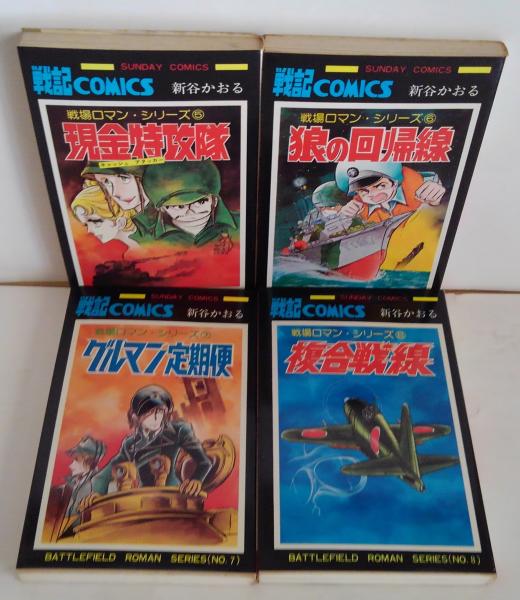 SUNDAY COMICS
戦記COMICS
新谷かおる
戦場ロマン・シリーズ⑤
現金特攻隊
キャッシュ アタッカー
SUNDAY COMICS
戦記COMICS
新谷かおる
戦場ロマン・シリーズ⑥
狼の回帰線
SUNDAY COMICS
戦記COMICS
新谷かおる
戦場ロマン・シリーズ⑦
グルマン定期便
BATTLEFIELD ROMAN SERIES(NO.7)
SUNDAY COMICS
戦記COMICS
新谷かおる
戦場ロマン・シリーズ⑧
複合戦線
BATTLEFIELD ROMAN SERIES(NO.8)